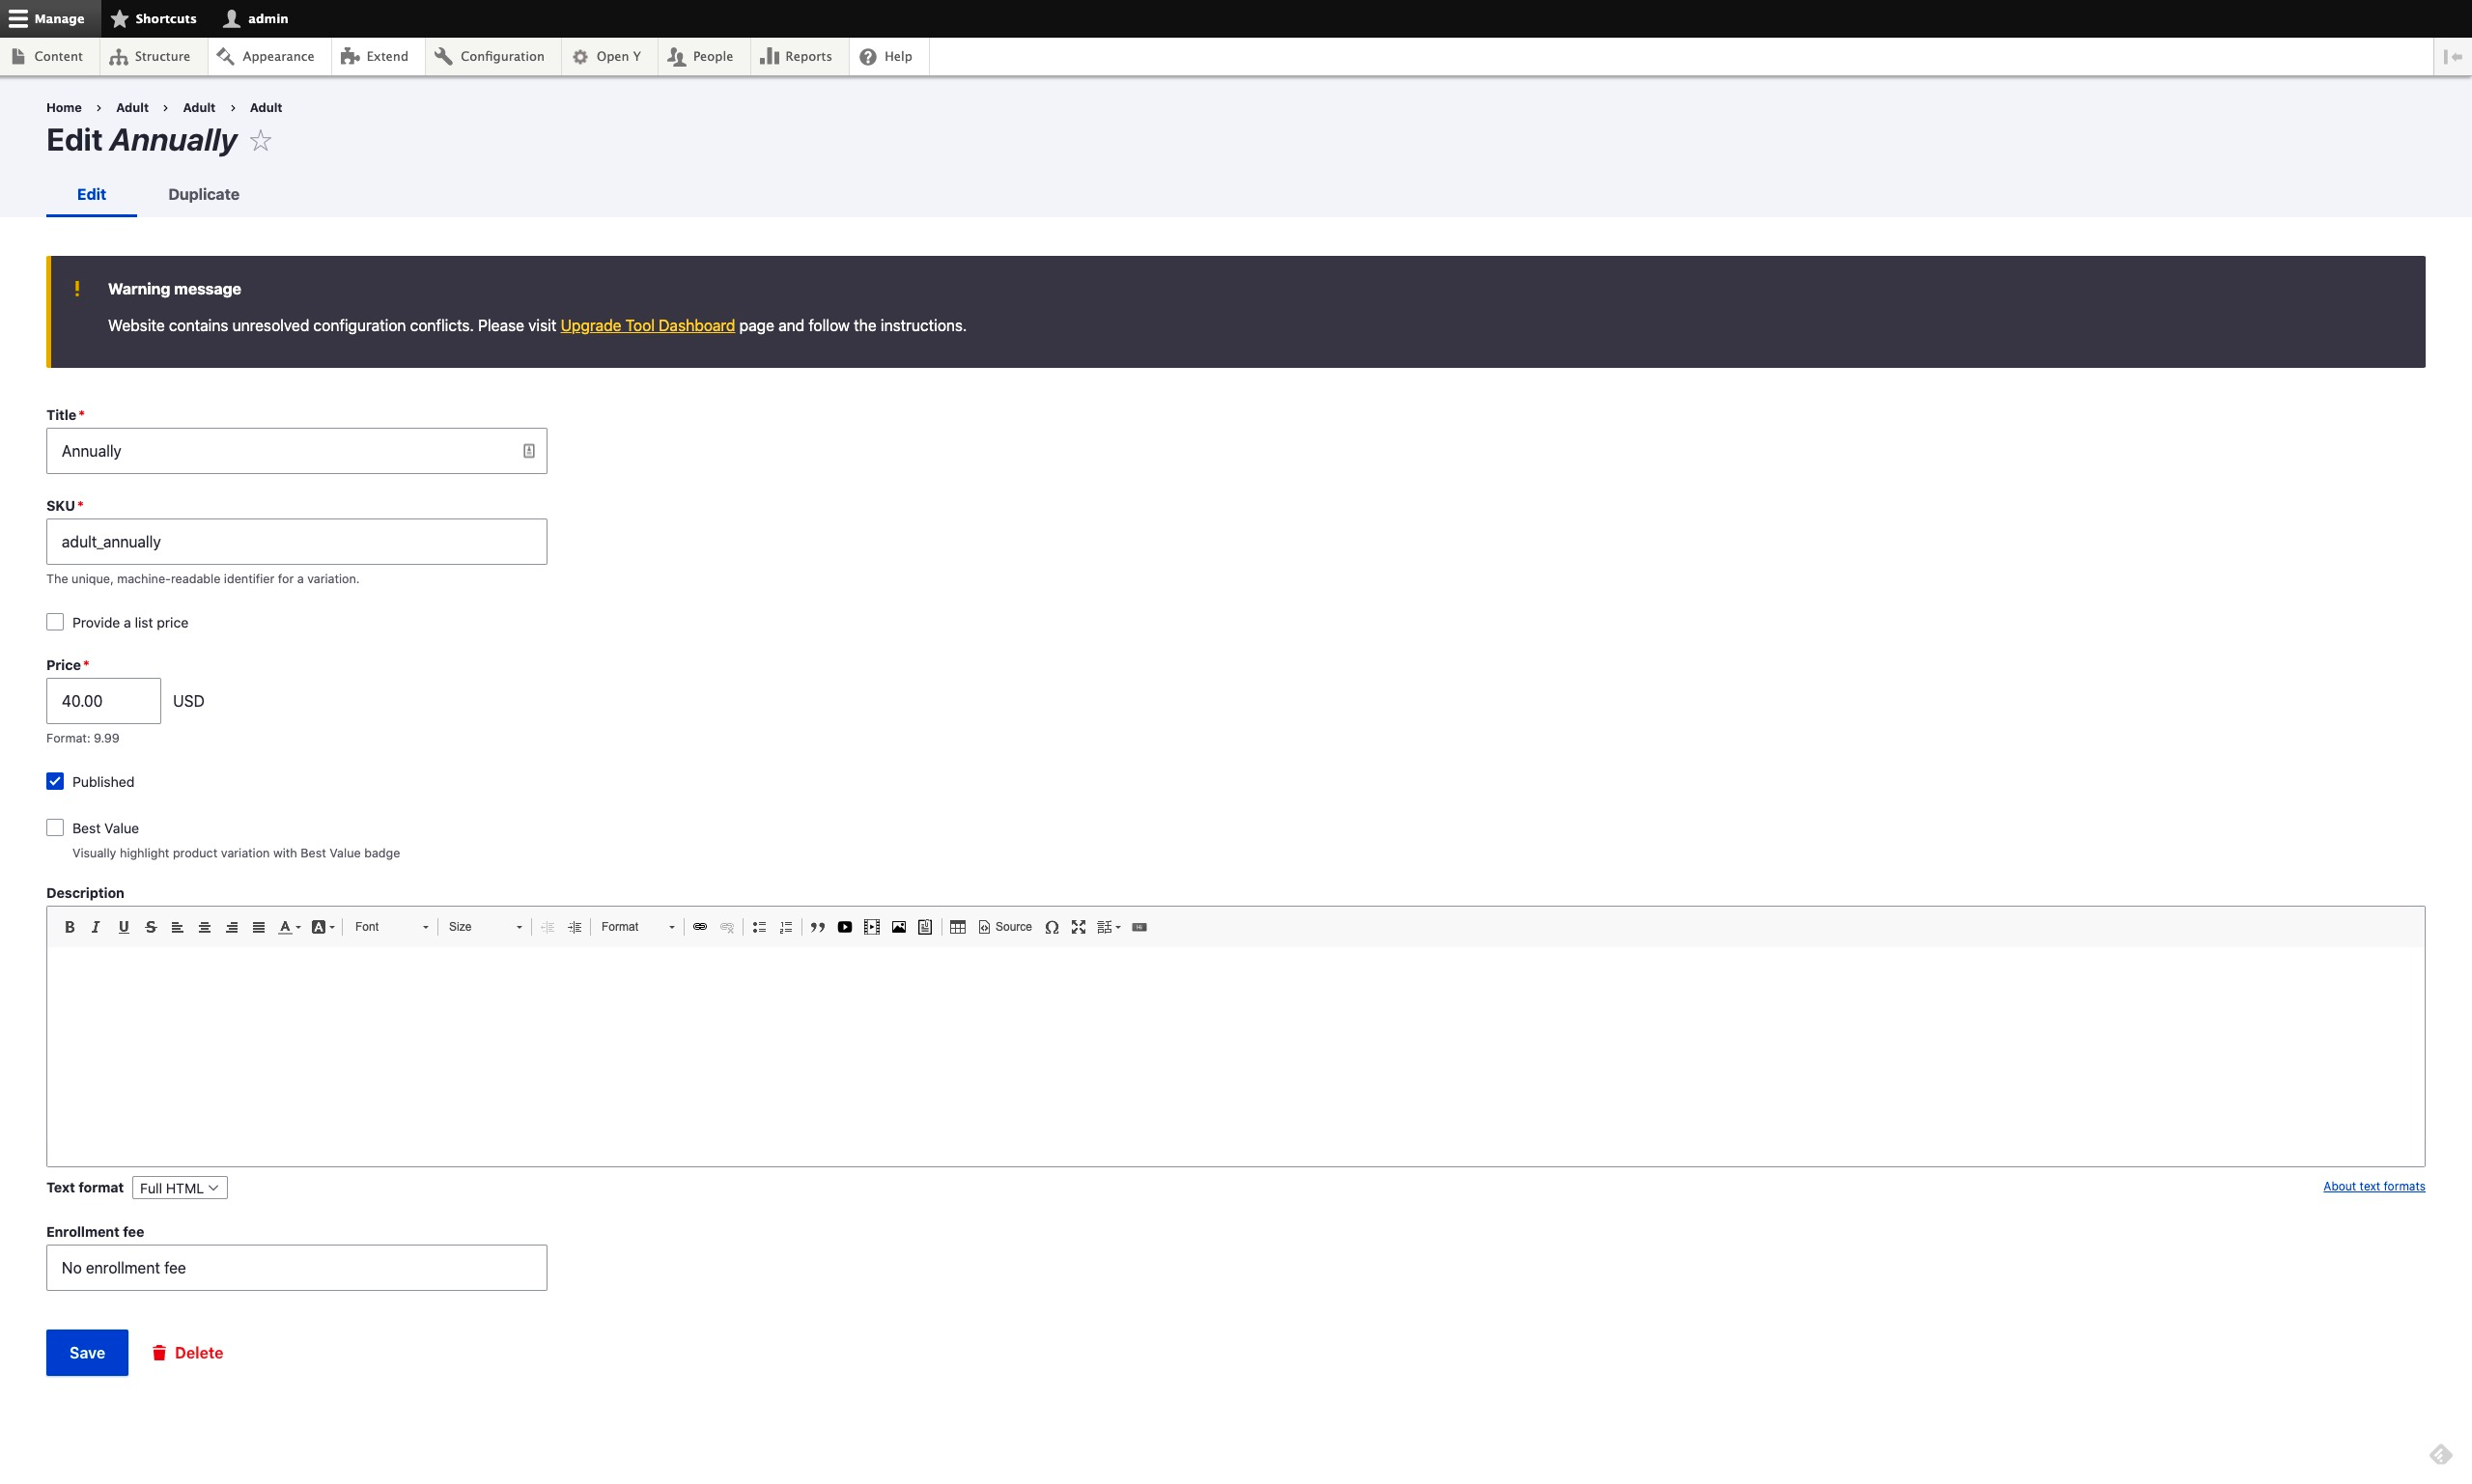 Manage Shortcuts admin
Content Structure Appearance Extend Configuration Open Y People Reports Help
Home › Adult › Adult › Adult
Edit Annually
Edit Duplicate
! Warning message
Website contains unresolved configuration conflicts. Please visit Upgrade Tool Dashboard page and follow the instructions.
Title*
Annually
SKU*
adult_annually
The unique, machine-readable identifier for a variation.
Provide a list price
Price*
40.00 USD
Format: 9.99
Published
Best Value
Visually highlight product variation with Best Value badge
Description
B I U S A A Font Size Format Source Ω
Text format Full HTML About text formats
Enrollment fee
No enrollment fee
Save Delete